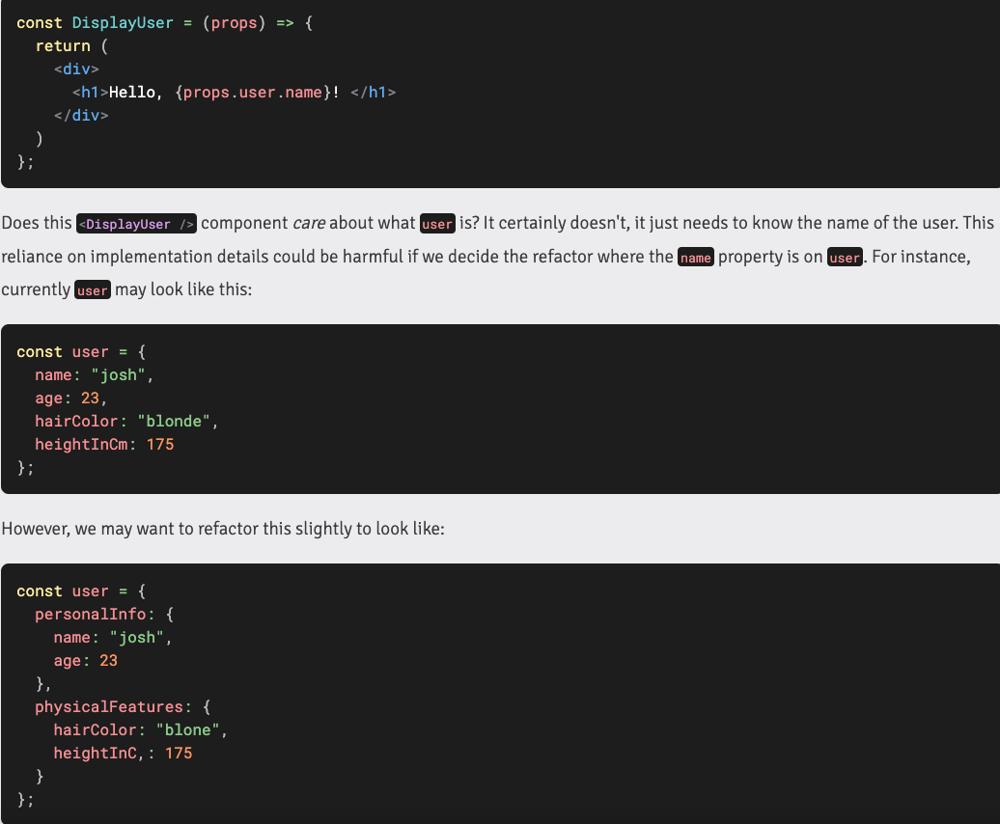 const DisplayUser = (props) => {
  return (
    <div>
      <h1>Hello, {props.user.name}! </h1>
    </div>
  )
};
Does this <DisplayUser /> component care about what user is? It certainly doesn't, it just needs to know the name of the user. This
reliance on implementation details could be harmful if we decide the refactor where the name property is on user. For instance,
currently user may look like this:
const user = {
  name: "josh",
  age: 23,
  hairColor: "blonde",
  heightInCm: 175
};
However, we may want to refactor this slightly to look like:
const user = {
  personalInfo: {
    name: "josh",
    age: 23
  },
  physicalFeatures: {
    hairColor: "blone",
    heightInC,: 175
  }
};